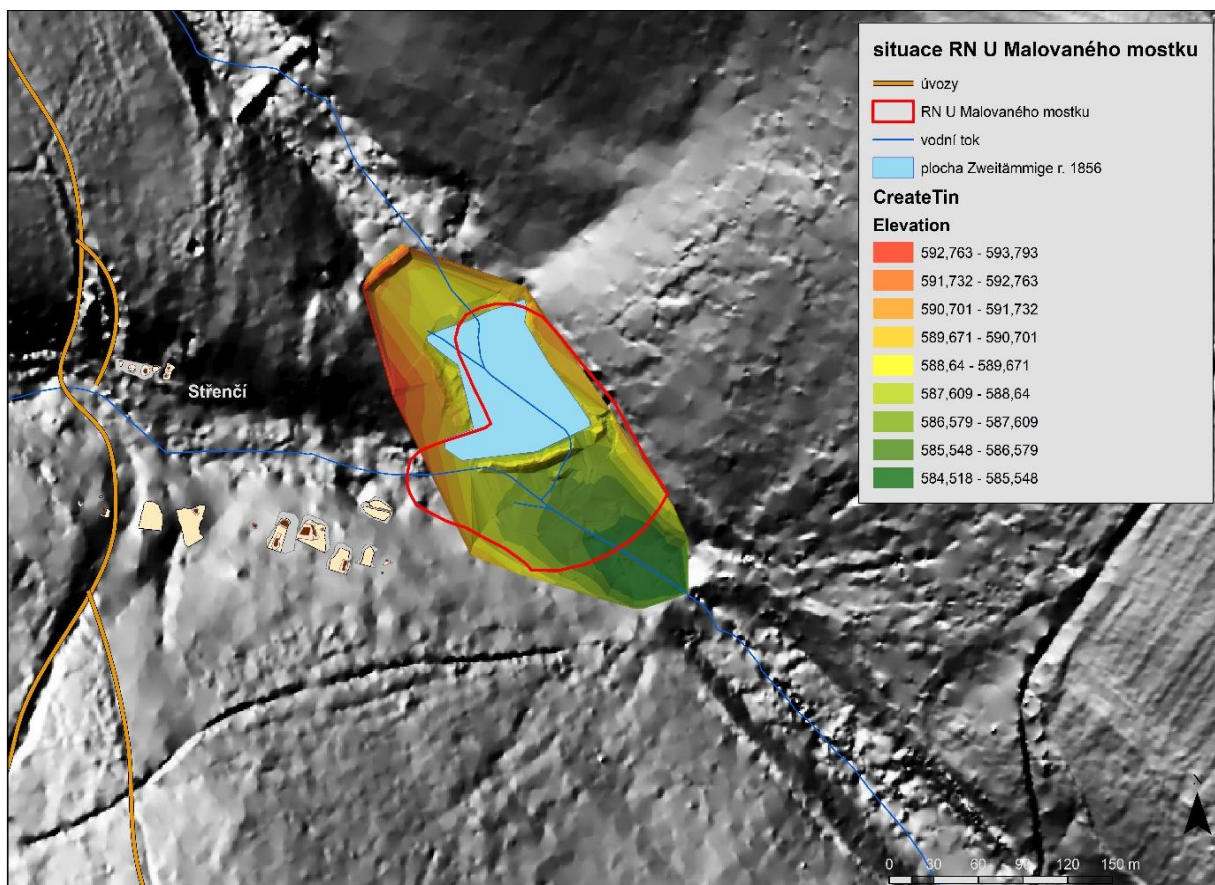 situace RN U Malovaného mostku
úvozy
RN U Malovaného mostku
vodní tok
plocha Zweitämmige r. 1856
CreateTin
Elevation
592,763 - 593,793
591,732 - 592,763
590,701 - 591,732
589,671 - 590,701
588,64 - 589,671
587,609 - 588,64
586,579 - 587,609
585,548 - 586,579
584,518 - 585,548
Střenčí
0 30 60 90 120 150 m